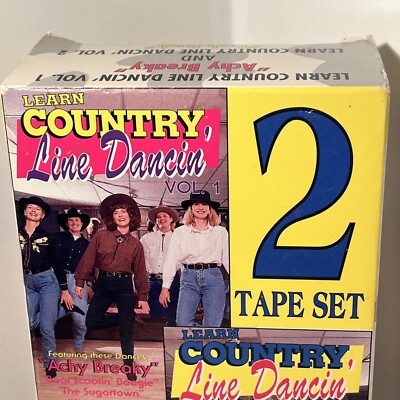 LEARN COUNTRY LINE DANCIN' VOL. 1
AND
"Achy Breaky"
LEARN COUNTRY LINE DANCIN' VOL. 2
LEARN
COUNTRY
Line Dancin'
VOL. 1
Featuring these Dances
"Achy Breaky"
"Boot Scootin' Boogie"
"The Sugartown"
2
TAPE SET
LEARN
COUNTRY
Line Dancin'